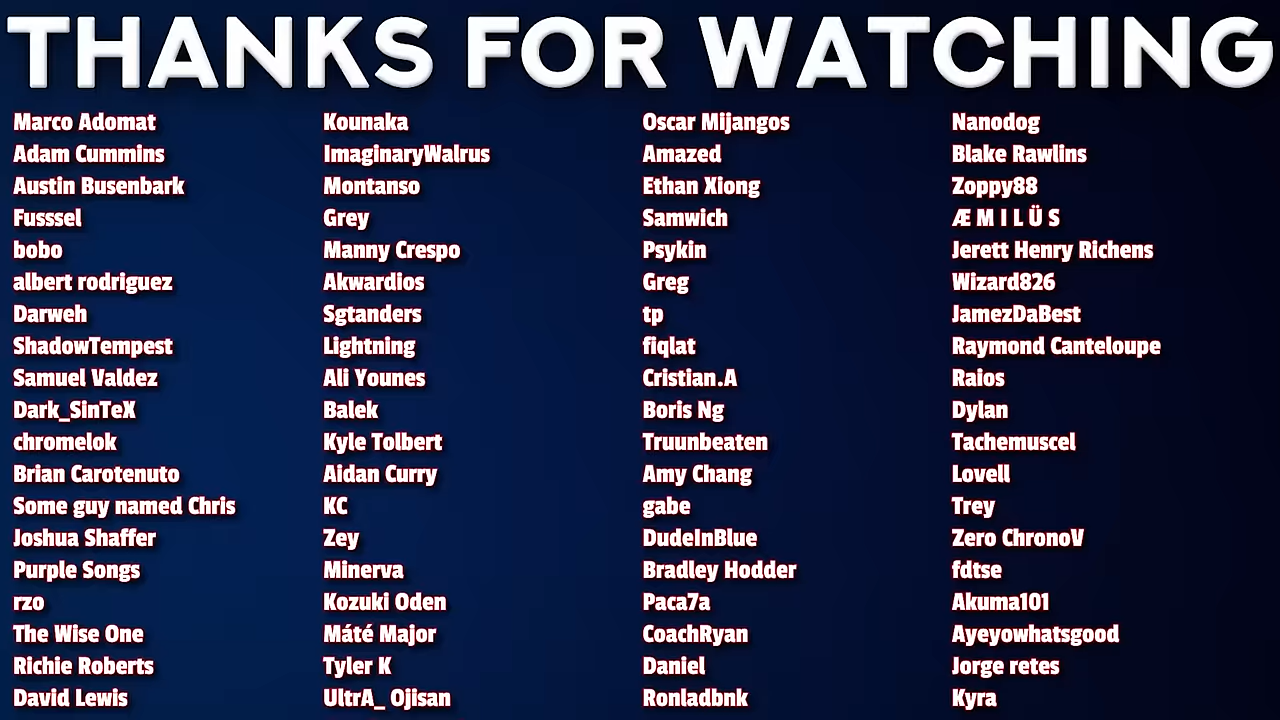 THANKS FOR WATCHING
Marco Adomat
Adam Cummins
Austin Busenbark
Fusssel
bobo
albert rodriguez
Darweh
ShadowTempest
Samuel Valdez
Dark_SinTeX
chromelok
Brian Carotenuto
Some guy named Chris
Joshua Shaffer
Purple Songs
rzo
The Wise One
Richie Roberts
David Lewis
Kounaka
ImaginaryWalrus
Montanso
Grey
Manny Crespo
Akwardios
Sgtanders
Lightning
Ali Younes
Balek
Kyle Tolbert
Aidan Curry
KC
Zey
Minerva
Kozuki Oden
Máté Major
Tyler K
UltrA_ Ojisan
Oscar Mijangos
Amazed
Ethan Xiong
Samwich
Psykin
Greg
tp
fiqlat
Cristian.A
Boris Ng
Truunbeaten
Amy Chang
gabe
DudeInBlue
Bradley Hodder
Paca7a
CoachRyan
Daniel
Ronladbnk
Nanodog
Blake Rawlins
Zoppy88
Æ M I L Ü S
Jerett Henry Richens
Wizard826
JamezDaBest
Raymond Canteloupe
Raios
Dylan
Tachemuscel
Lovell
Trey
Zero ChronoV
fdtse
Akuma101
Ayeyowhatsgood
Jorge retes
Kyra